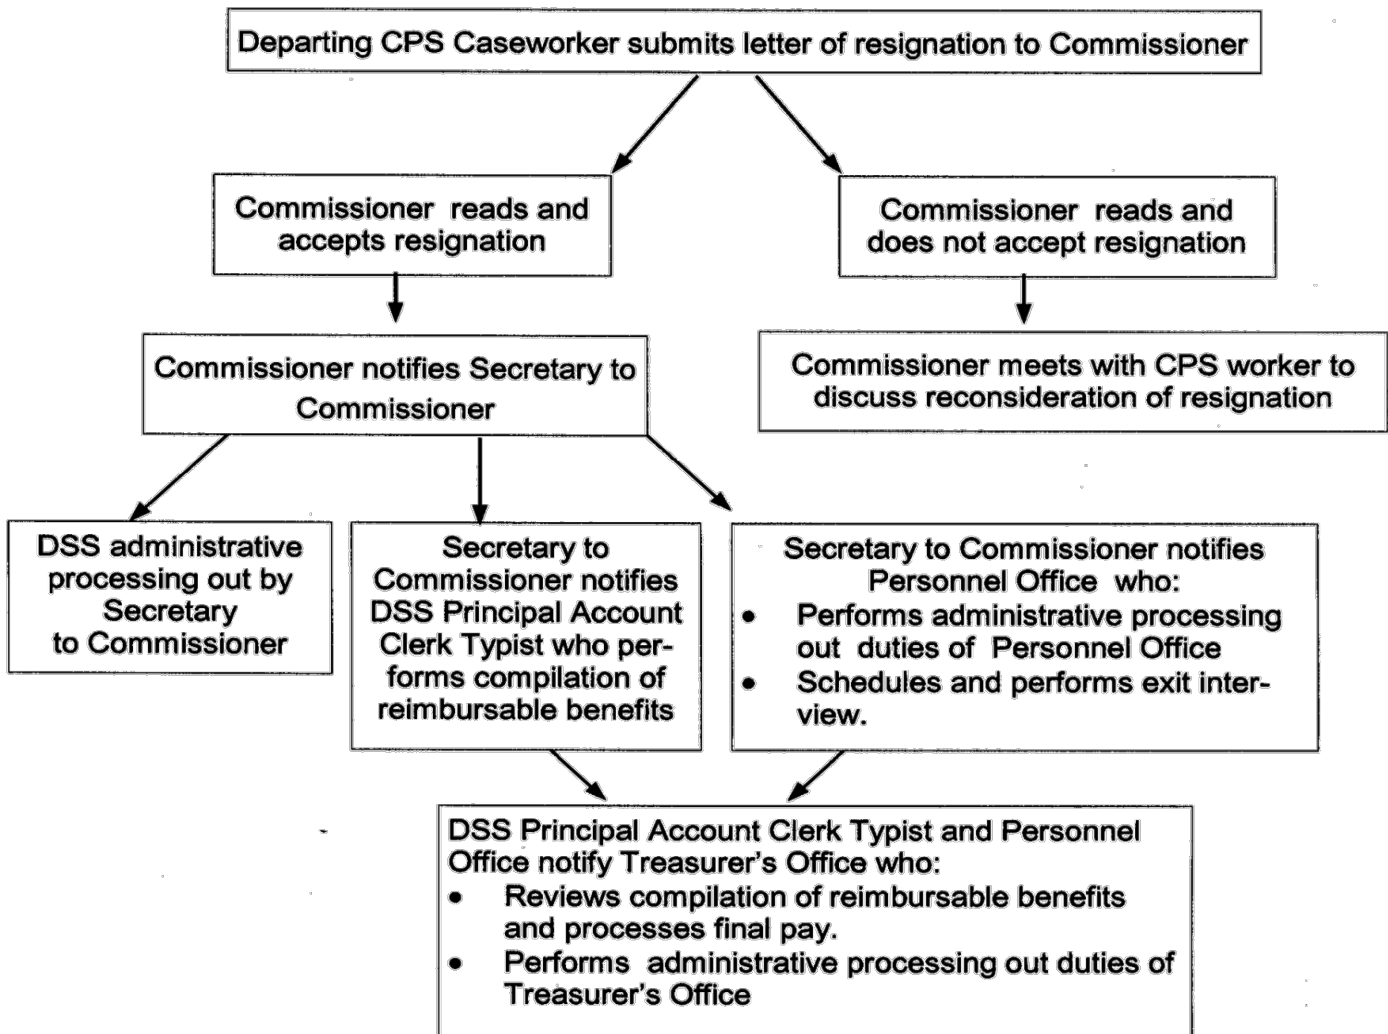 Departing CPS Caseworker submits letter of resignation to Commissioner
Commissioner reads and
accepts resignation
Commissioner reads and
does not accept resignation
Commissioner notifies Secretary to
Commissioner
Commissioner meets with CPS worker to
discuss reconsideration of resignation
DSS administrative
processing out by
Secretary
to Commissioner
Secretary to
Commissioner notifies
DSS Principal Account
Clerk Typist who per-
forms compilation of
reimbursable benefits
Secretary to Commissioner notifies
Personnel Office who:
• Performs administrative processing
out duties of Personnel Office
• Schedules and performs exit inter-
view.
DSS Principal Account Clerk Typist and Personnel
Office notify Treasurer's Office who:
• Reviews compilation of reimbursable benefits
and processes final pay.
• Performs administrative processing out duties of
Treasurer's Office